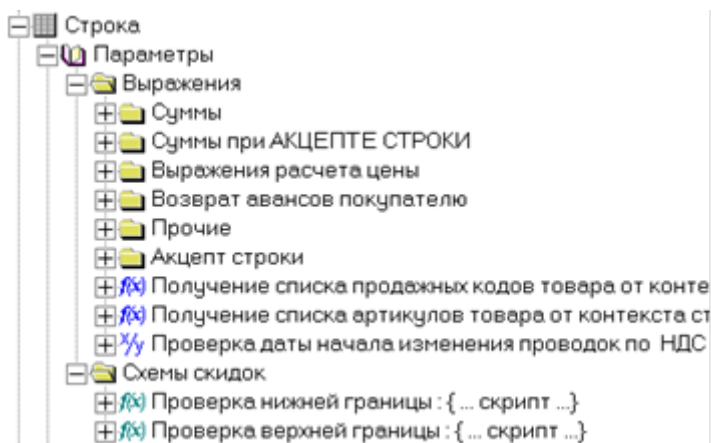 Строка
Параметры
Выражения
Суммы
Суммы при АКЦЕПТЕ СТРОКИ
Выражения расчета цены
Возврат авансов покупателю
Прочие
Акцепт строки
f(x) Получение списка продажных кодов товара от конте
f(x) Получение списка артикулов товара от контекста ст
X/y Проверка даты начала изменения проводок по НДС
Схемы скидок
f(x) Проверка нижней границы : { ... скрипт ...}
f(x) Проверка верхней границы : { ... скрипт ...}